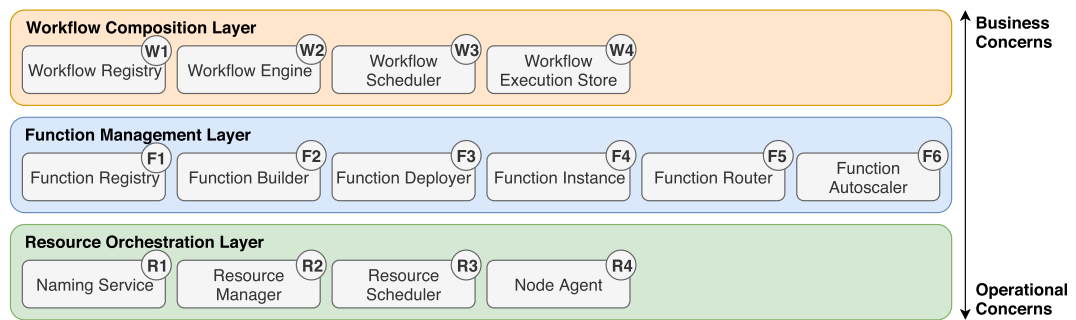 Workflow Composition Layer
W1
Workflow Registry
W2
Workflow Engine
W3
Workflow
Scheduler
W4
Workflow
Execution Store
Business
Concerns
Function Management Layer
F1
Function Registry
F2
Function Builder
F3
Function Deployer
F4
Function Instance
F5
Function Router
F6
Function
Autoscaler
Resource Orchestration Layer
R1
Naming Service
R2
Resource
Manager
R3
Resource
Scheduler
R4
Node Agent
Operational
Concerns